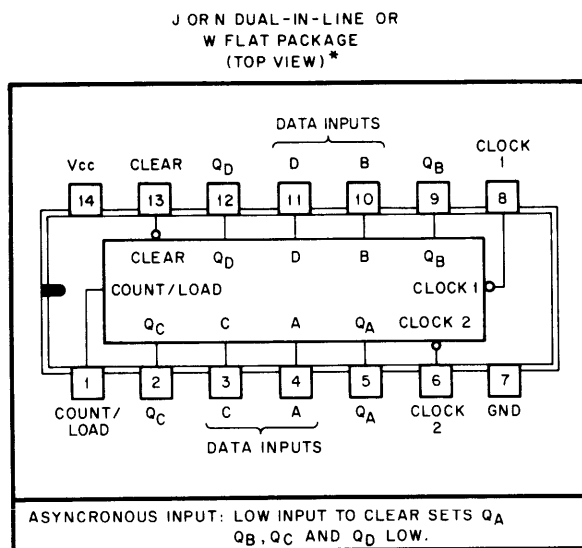 J OR N DUAL-IN-LINE OR
W FLAT PACKAGE
(TOP VIEW)*
DATA INPUTS
CLOCK
1
Vcc CLEAR QD D B QB
14 13 12 11 10 9 8
CLEAR QD D B QB
COUNT/LOAD CLOCK 1
QC C A QA CLOCK 2
1 2 3 4 5 6 7
COUNT/
LOAD
QC C A QA CLOCK
2
GND
DATA INPUTS
ASYNCRONOUS INPUT: LOW INPUT TO CLEAR SETS QA
QB, QC AND QD LOW.